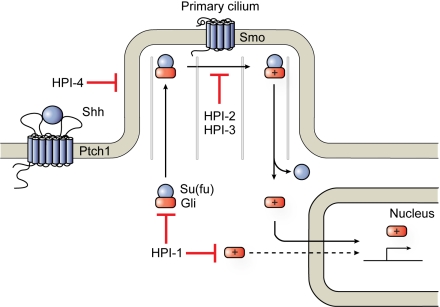 Primary cilium
Smo
HPI-4
Shh
HPI-2
HPI-3
Ptch1
Su(fu)
Gli
Nucleus
HPI-1
+
+
+
+